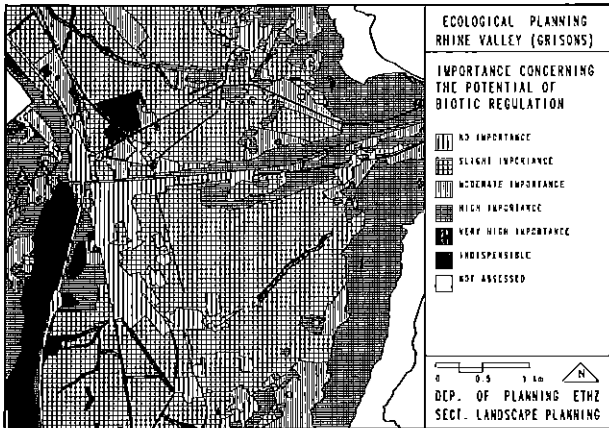 ECOLOGICAL PLANNING
RHINE VALLEY (GRISONS)
IMPORTANCE CONCERNING
THE POTENTIAL OF
BIOTIC REGULATION
NO IMPORTANCE
SLIGHT IMPORTANCE
MODERATE IMPORTANCE
HIGH IMPORTANCE
VERY HIGH IMPORTANCE
INDISPENSIBLE
NOT ASSESSED
0 0.5 1 km
N
DEP. OF PLANNING ETHZ
SECT. LANDSCAPE PLANNING